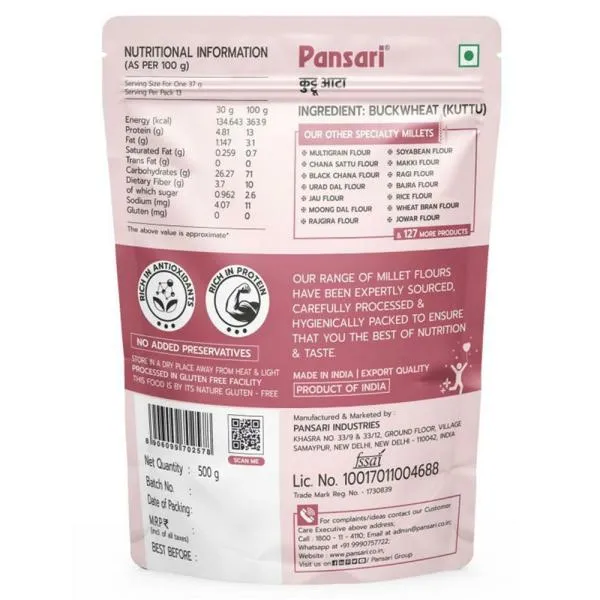 NUTRITIONAL INFORMATION
(AS PER 100 g)
Serving Size For One 37 g
Serving Per Pack 13
30 g 100 g
Energy (kcal) 134.643 363.9
Protein (g) 4.81 13
Fat (g) 1.147 3.1
Saturated Fat (g) 0.259 0.7
Trans Fat (g) 0 0
Carbohydrates (g) 26.27 71
Dietary Fiber (g) 3.7 10
of which sugar 0.962 2.6
Sodium (mg) 4.07 11
Gluten (mg) 0 0
The above value is approximate*
Pansari®
कुट्टू आटा
INGREDIENT: BUCKWHEAT (KUTTU)
OUR OTHER SPECIALTY MILLETS
MULTIGRAIN FLOUR
CHANA SATTU FLOUR
BLACK CHANA FLOUR
URAD DAL FLOUR
JAU FLOUR
MOONG DAL FLOUR
RAJGIRA FLOUR
SOYABEAN FLOUR
MAKKI FLOUR
RAGI FLOUR
BAJRA FLOUR
RICE FLOUR
WHEAT BRAN FLOUR
JOWAR FLOUR
& 127 MORE PRODUCTS
RICH IN ANTIOXIDANTS
RICH IN PROTEIN
NO ADDED PRESERVATIVES
STORE IN A DRY PLACE AWAY FROM HEAT & LIGHT
PROCESSED IN GLUTEN FREE FACILITY
THIS FOOD IS BY ITS NATURE GLUTEN - FREE
OUR RANGE OF MILLET FLOURS
HAVE BEEN EXPERTLY SOURCED,
CAREFULLY PROCESSED &
HYGIENICALLY PACKED TO ENSURE
THAT YOU THE BEST OF NUTRITION
& TASTE.
MADE IN INDIA | EXPORT QUALITY
PRODUCT OF INDIA
8 906099 702578
SCAN ME
Net Quantity : 500 g
Batch No. :
Date of Packing :
M.R.P ₹ :
(incl. of all taxes)
BEST BEFORE :
Manufactured & Marketed by :
PANSARI INDUSTRIES
KHASRA NO. 33/9 & 33/12, GROUND FLOOR, VILLAGE
SAMAYPUR, NEW DELHI, NEW DELHI - 110042, INDIA
fssai
Lic. No. 10017011004688
Trade Mark Reg. No. - 1730839
For complaints/ideas contact our Customer
Care Executive above address;
Call : 1800 - 11 - 4110; Email at admin@pansari.co.in;
Whatsapp at +91 9990757722;
Website : www.pansari.co.in;
Visit us on / Pansari Group